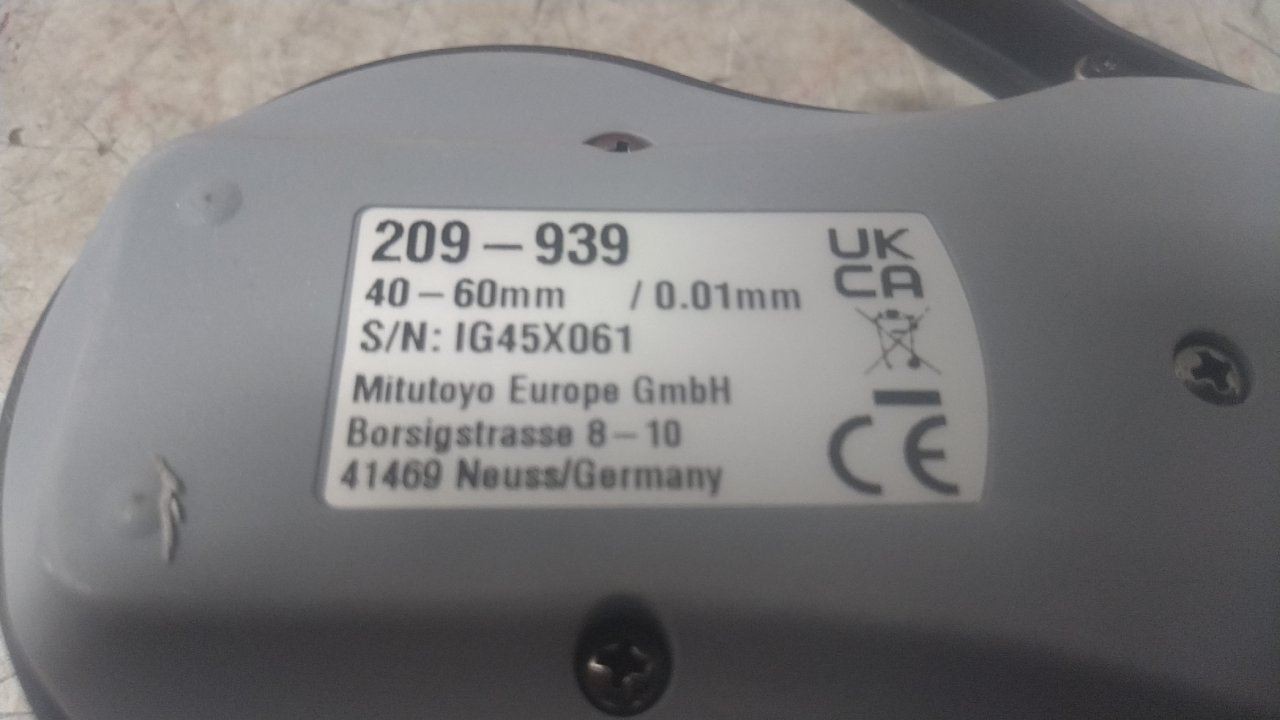 209-939
40-60mm / 0.01mm
S/N: IG45X061
Mitutoyo Europe GmbH
Borsigstrasse 8-10
41469 Neuss/Germany
UK
CA
CE